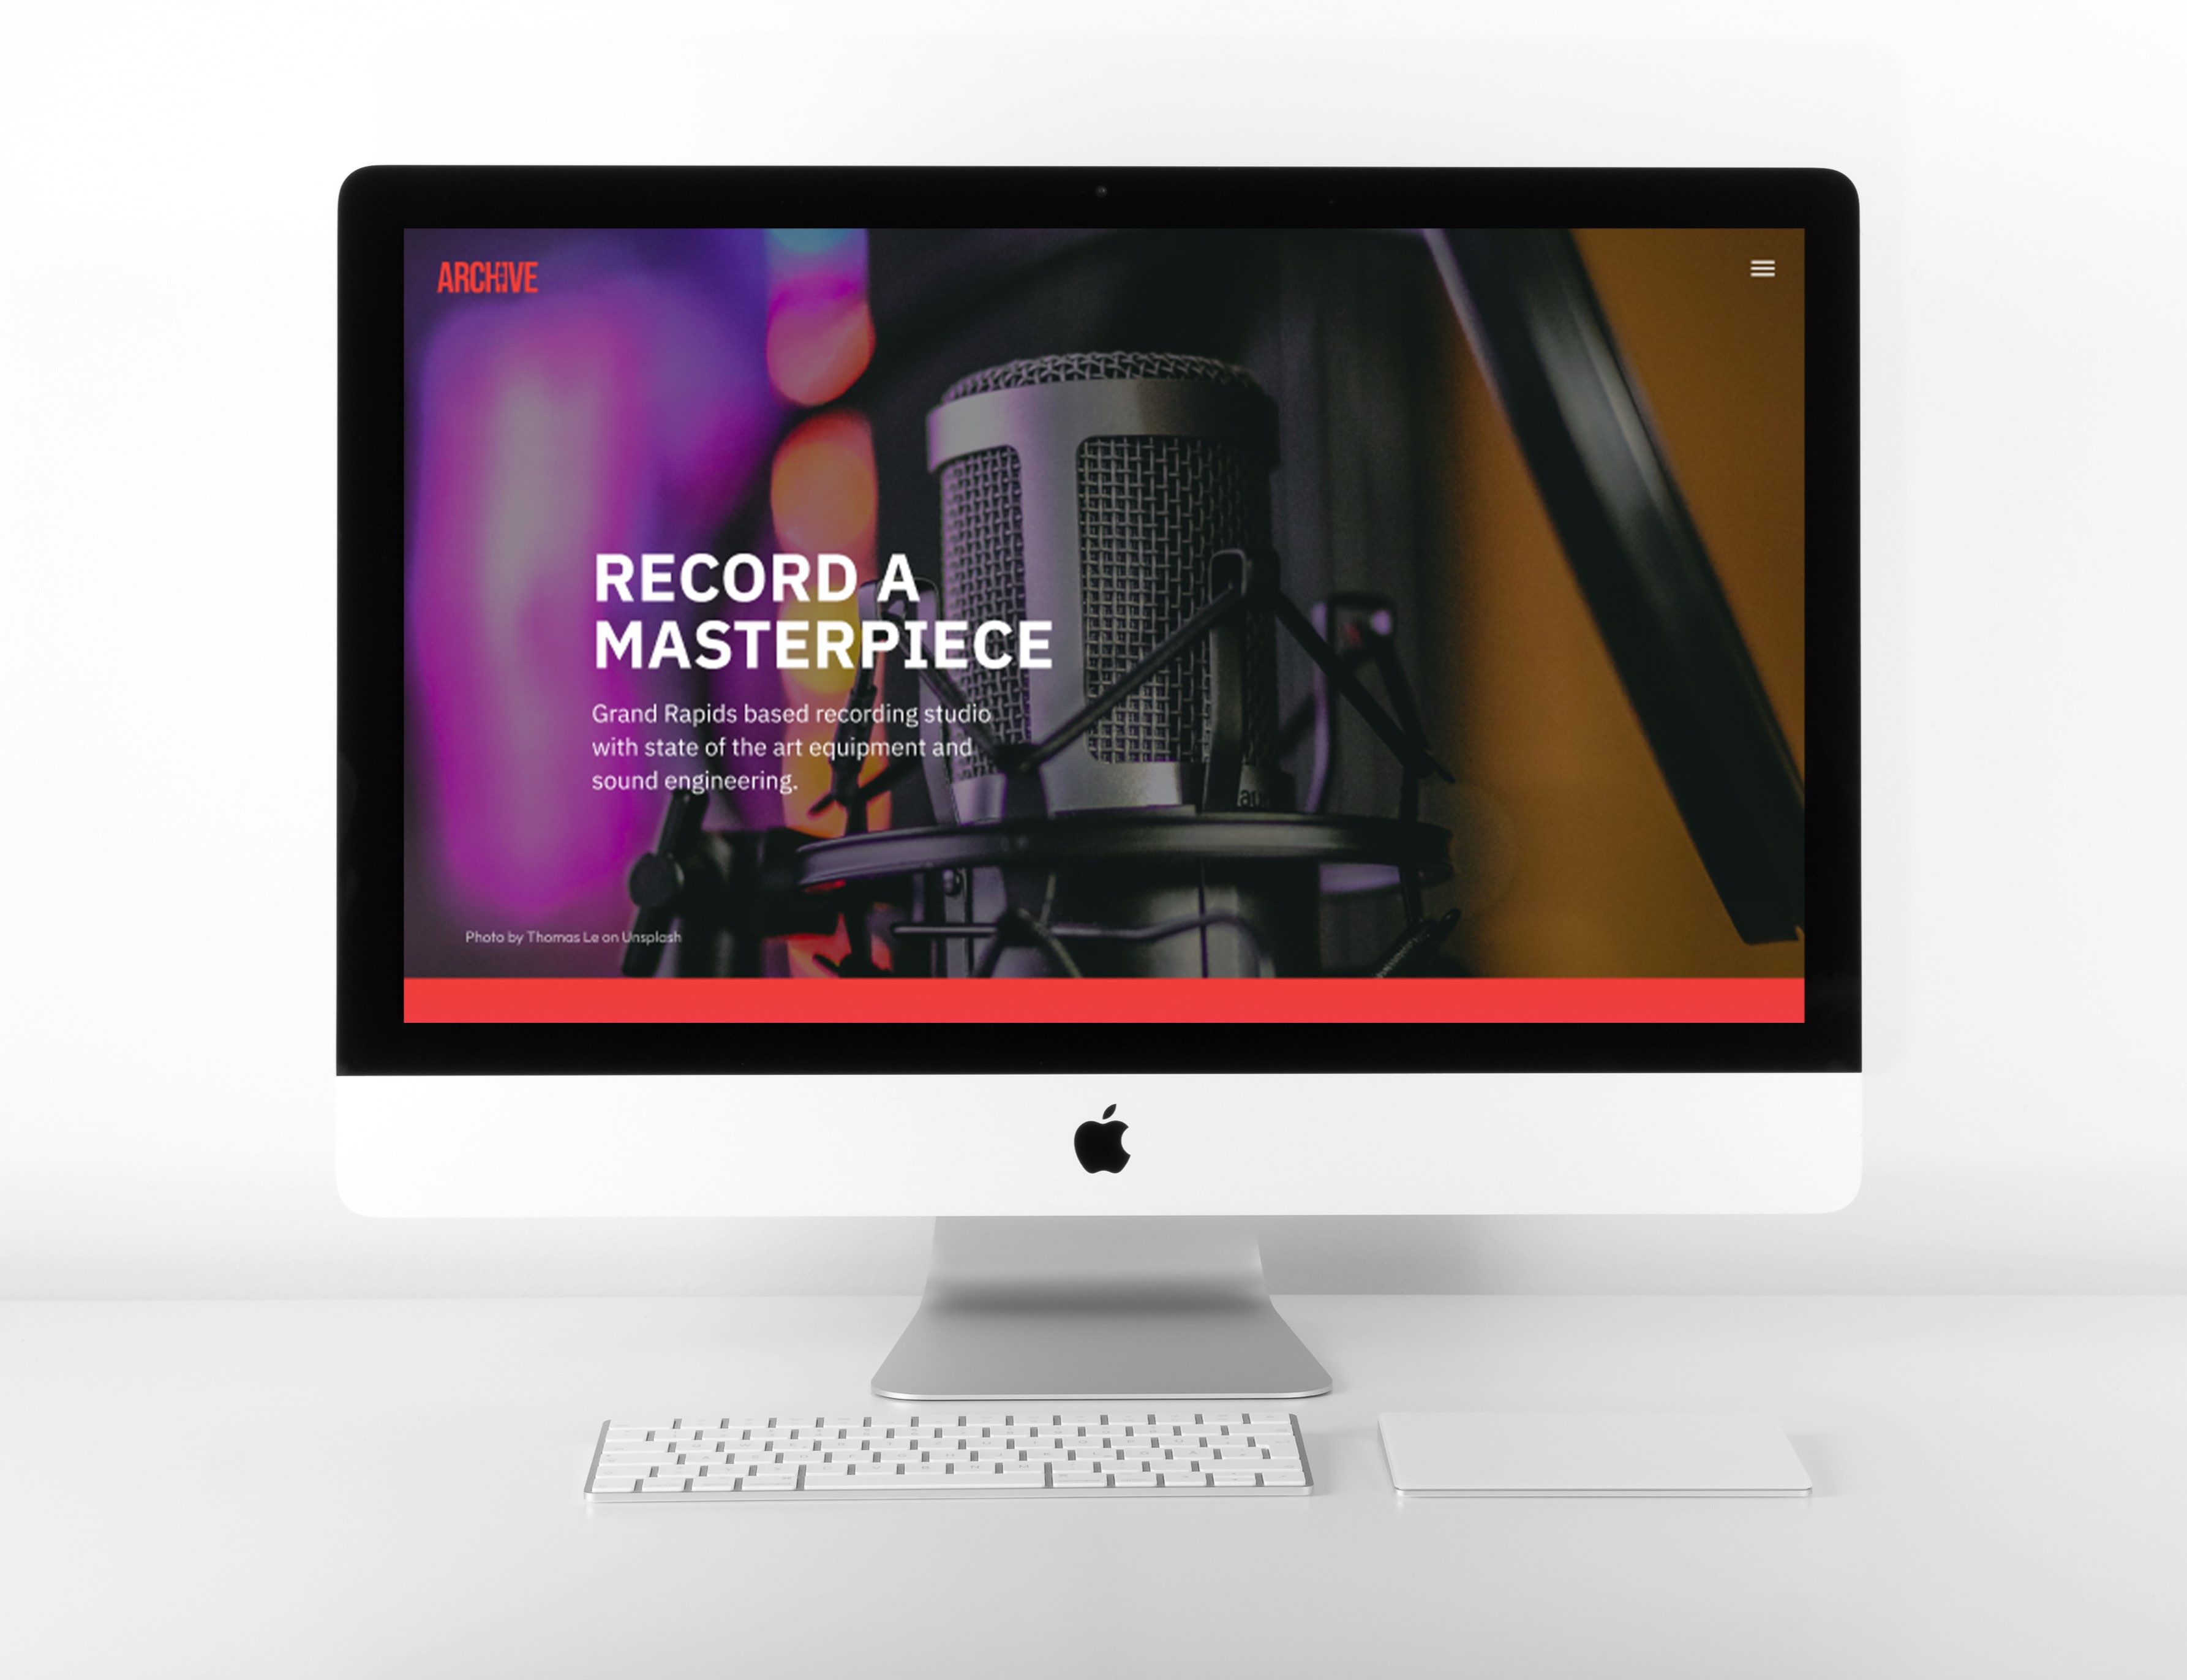 ARCHIVE
RECORD A
MASTERPIECE
Grand Rapids based recording studio
with state of the art equipment and
sound engineering.
Photo by Thomas Le on Unsplash